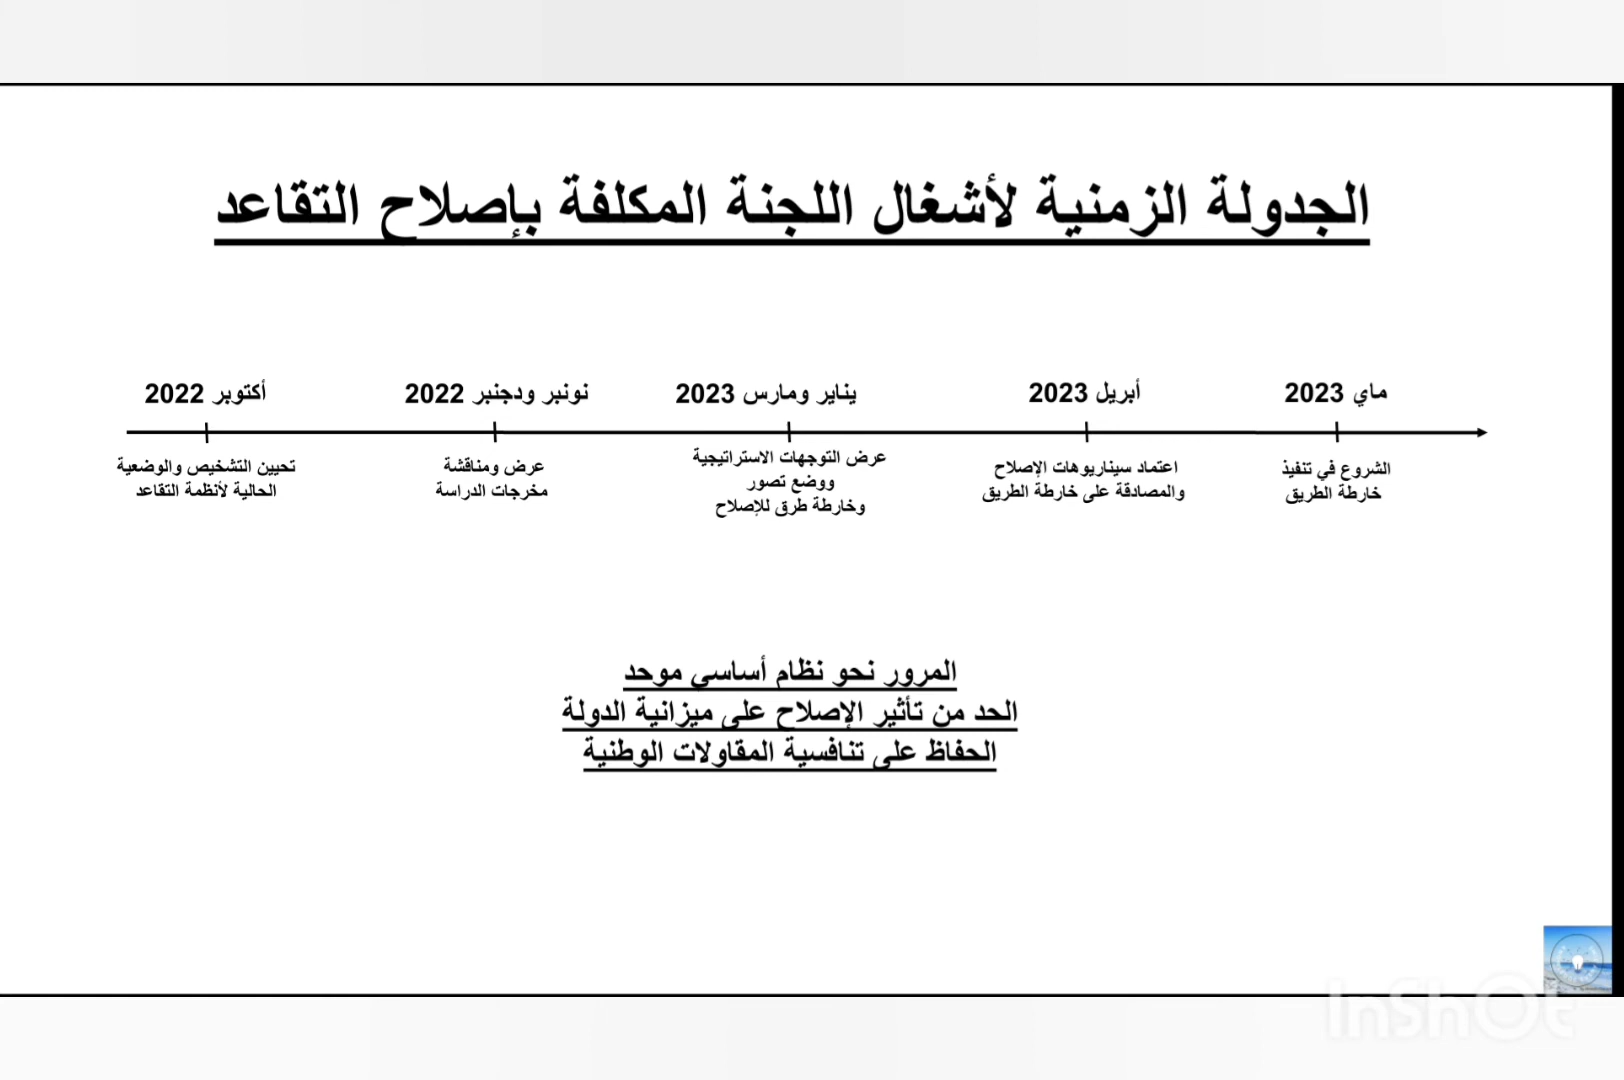 الجدولة الزمنية لأشغال اللجنة المكلفة بإصلاح التقاعد
أكتوبر 2022
تحيين التشخيص والوضعية
الحالية لأنظمة التقاعد
نونبر ودجنبر 2022
عرض ومناقشة
مخرجات الدراسة
يناير ومارس 2023
عرض التوجهات الاستراتيجية
ووضع تصور
وخارطة طرق للإصلاح
أبريل 2023
اعتماد سيناريوهات الإصلاح
والمصادقة على خارطة الطريق
ماي 2023
الشروع في تنفيذ
خارطة الطريق
المرور نحو نظام أساسي موحد
الحد من تأثير الإصلاح على ميزانية الدولة
الحفاظ على تنافسية المقاولات الوطنية
InShOt